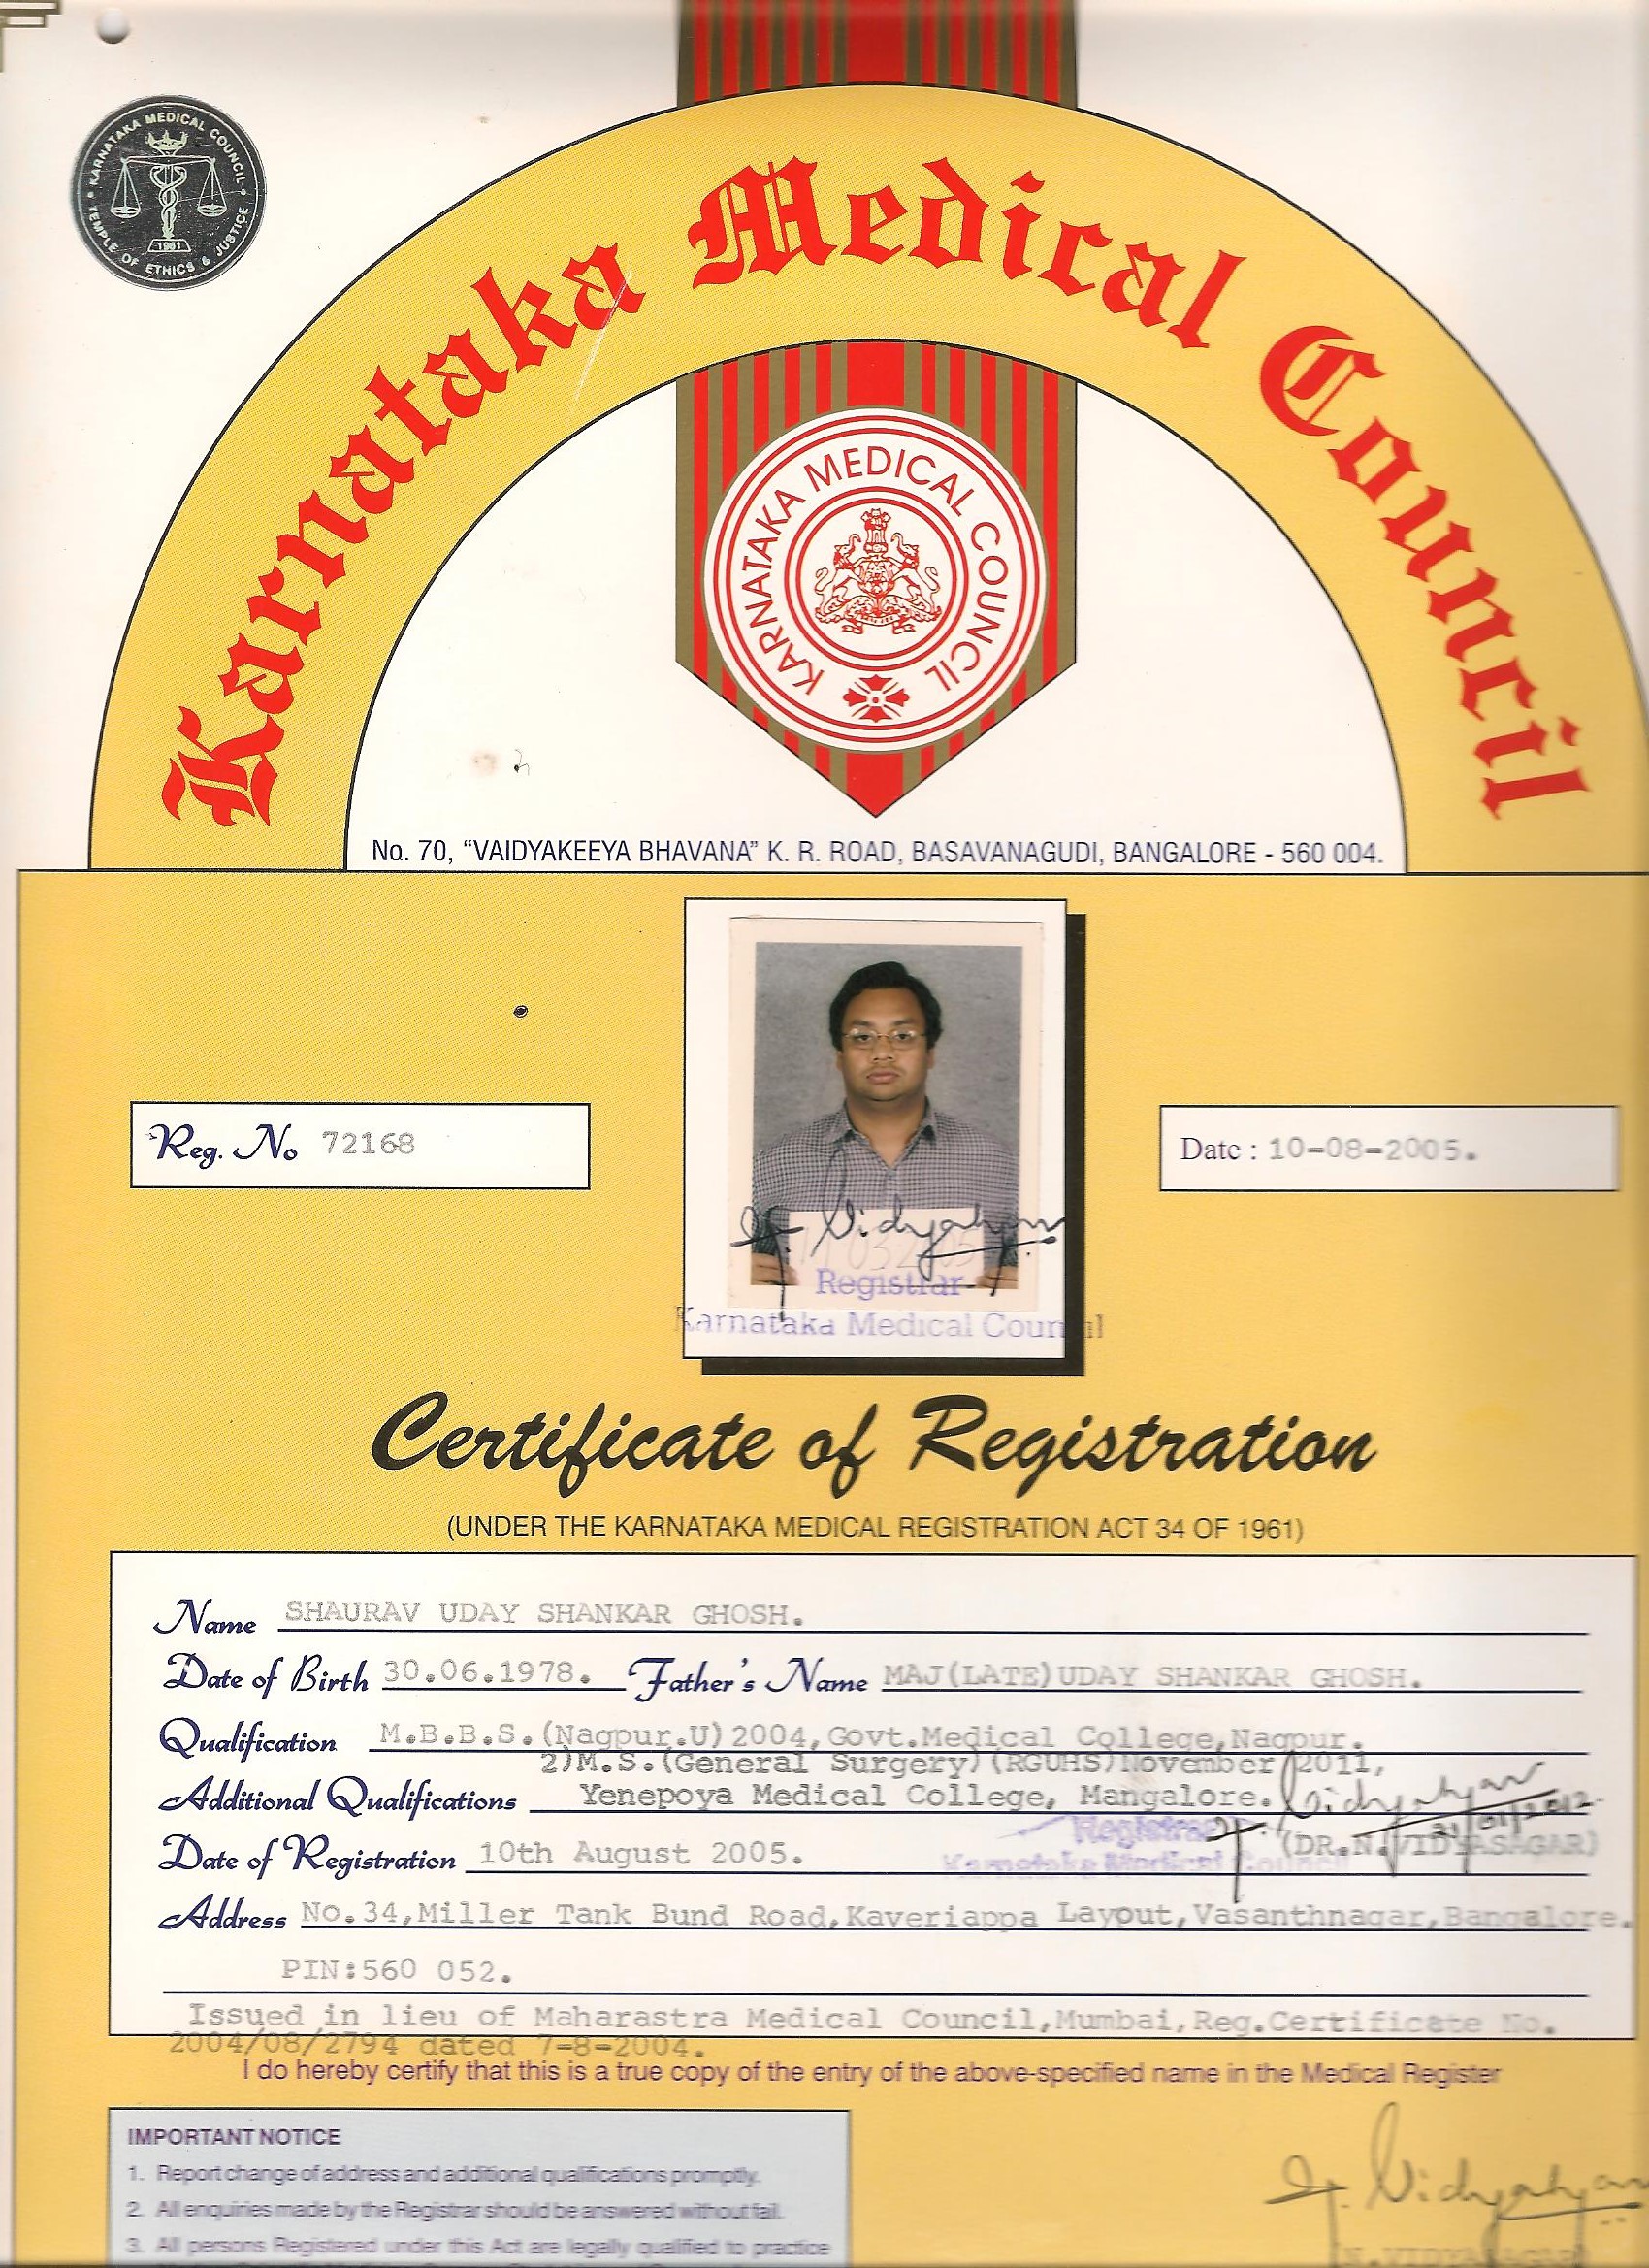 KARNATAKA MEDICAL COUNCIL
TEMPLE OF ETHICS & JUSTICE
1961
Karnataka Medical Council
KARNATAKA MEDICAL COUNCIL
No. 70, “VAIDYAKEEYA BHAVANA” K. R. ROAD, BASAVANAGUDI, BANGALORE - 560 004.
Reg. No 72168
Date : 10-08-2005.
Registrar
Karnataka Medical Council
Certificate of Registration
(UNDER THE KARNATAKA MEDICAL REGISTRATION ACT 34 OF 1961)
Name SHAURAV UDAY SHANKAR GHOSH.
Date of Birth 30.06.1978. Father's Name MAJ(LATE)UDAY SHANKAR GHOSH.
Qualification M.B.B.S.(Nagpur.U)2004,Govt.Medical College,Nagpur.
2)M.S.(General Surgery)(RGUHS)November 2011,
Additional Qualifications Yenepoya Medical College, Mangalore.
31/01/2012
Registrar
(DR.N.VIDYASAGAR)
Date of Registration 10th August 2005.
Karnataka Medical Council
Address No.34,Miller Tank Bund Road,Kaveriappa Layout,Vasanthnagar,Bangalore.
PIN:560 052.
Issued in lieu of Maharastra Medical Council,Mumbai,Reg.Certificate No.
2004/08/2794 dated 7-8-2004.
I do hereby certify that this is a true copy of the entry of the above-specified name in the Medical Register
IMPORTANT NOTICE
1. Report change of address and additional qualifications promptly.
2. All enquiries made by the Registrar should be answered without fail.
3. All persons Registered under this Act are legally qualified to practice